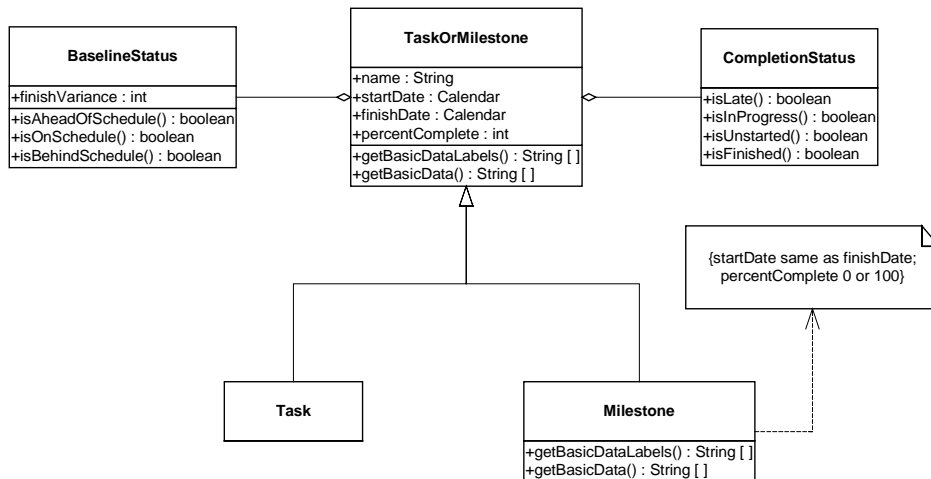 BaselineStatus
+finishVariance : int
+isAheadOfSchedule() : boolean
+isOnSchedule() : boolean
+isBehindSchedule() : boolean
TaskOrMilestone
+name : String
+startDate : Calendar
+finishDate : Calendar
+percentComplete : int
+getBasicDataLabels() : String [ ]
+getBasicData() : String [ ]
CompletionStatus
+isLate() : boolean
+isInProgress() : boolean
+isUnstarted() : boolean
+isFinished() : boolean
{startDate same as finishDate;
percentComplete 0 or 100}
Task
Milestone
+getBasicDataLabels() : String [ ]
+getBasicData() : String [ ]